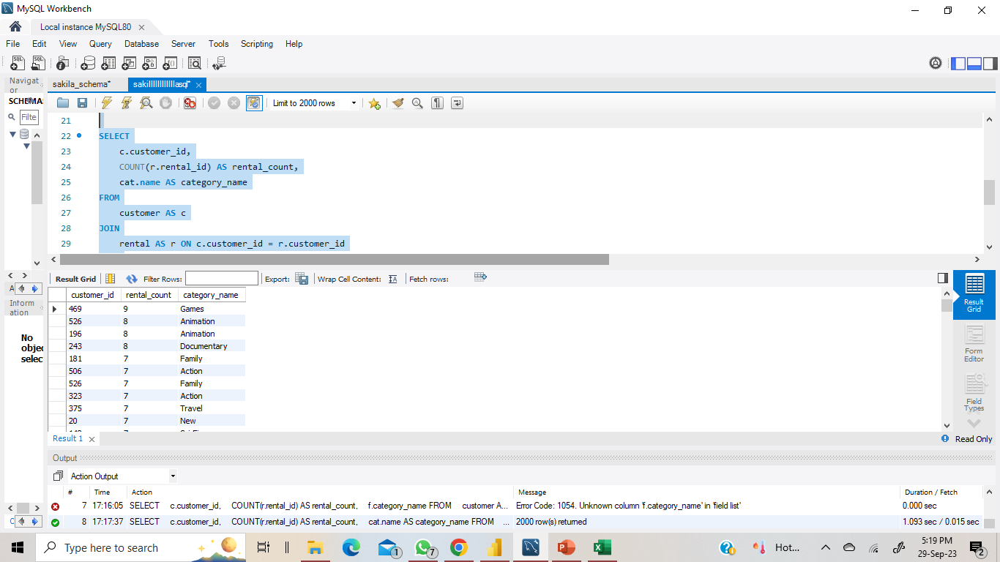 MySQL Workbench
Local instance MySQL80
File Edit View Query Database Server Tools Scripting Help
Navigator
sakila_schema*
SCHEMAS
Filte
Limit to 2000 rows
21
22 SELECT
23 c.customer_id,
24 COUNT(r.rental_id) AS rental_count,
25 cat.name AS category_name
26 FROM
27 customer AS c
28 JOIN
29 rental AS r ON c.customer_id = r.customer_id
Result Grid Filter Rows: Export: Wrap Cell Content: Fetch rows:
customer_id rental_count category_name
469 9 Games
526 8 Animation
196 8 Animation
243 8 Documentary
181 7 Family
506 7 Action
526 7 Family
323 7 Action
375 7 Travel
20 7 New
Result Grid
Form Editor
Field Types
A
Information
No
objec
selec
Result 1
Read Only
Output
Action Output
# Time Action Message Duration / Fetch
7 17:16:05 SELECT c.customer_id, COUNT(r.rental_id) AS rental_count, f.category_name FROM customer A... Error Code: 1054. Unknown column 'f.category_name' in 'field list' 0.000 sec
8 17:17:37 SELECT c.customer_id, COUNT(r.rental_id) AS rental_count, cat.name AS category_name FROM ... 2000 row(s) returned 1.093 sec / 0.015 sec
Type here to search
1
7
Hot...
5:19 PM
29-Sep-23
2